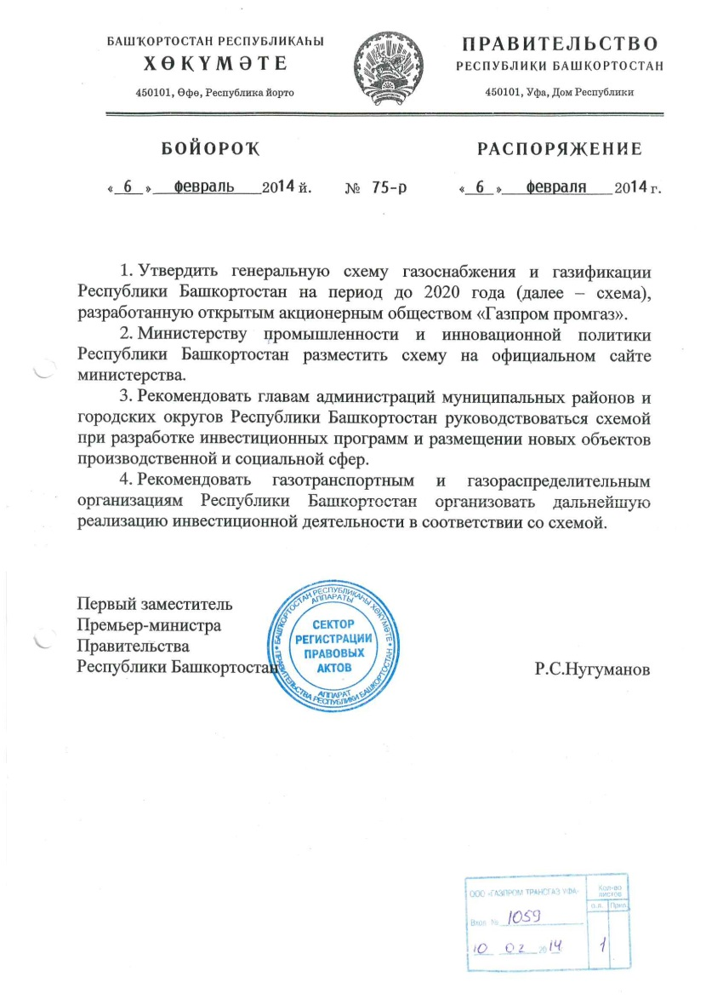 БАШҠОРТОСТАН РЕСПУБЛИКАҺЫ
ХӨКҮМӘТЕ
450101, Өфө, Республика йорто
ПРАВИТЕЛЬСТВО
РЕСПУБЛИКИ БАШКОРТОСТАН
450101, Уфа, Дом Республики
БОЙОРОҠ
РАСПОРЯЖЕНИЕ
« 6 » февраль 2014 й. № 75-р « 6 » февраля 2014 г.
1. Утвердить генеральную схему газоснабжения и газификации
Республики Башкортостан на период до 2020 года (далее – схема),
разработанную открытым акционерным обществом «Газпром промгаз».
2. Министерству промышленности и инновационной политики
Республики Башкортостан разместить схему на официальном сайте
министерства.
3. Рекомендовать главам администраций муниципальных районов и
городских округов Республики Башкортостан руководствоваться схемой
при разработке инвестиционных программ и размещении новых объектов
производственной и социальной сфер.
4. Рекомендовать газотранспортным и газораспределительным
организациям Республики Башкортостан организовать дальнейшую
реализацию инвестиционной деятельности в соответствии со схемой.
Первый заместитель
Премьер-министра
Правительства
Республики Башкортостан
Р.С.Нугуманов
БАШҠОРТОСТАН РЕСПУБЛИКАҺЫ ХӨКҮМӘТЕ
АППАРАТЫ
СЕКТОР
РЕГИСТРАЦИИ
ПРАВОВЫХ
АКТОВ
АППАРАТ
ПРАВИТЕЛЬСТВА РЕСПУБЛИКИ БАШКОРТОСТАН
ООО «ГАЗПРОМ ТРАНСГАЗ УФА»
Кол-во
листов
о.д. Прил.
Вход. № 1059
10 02 2014
1